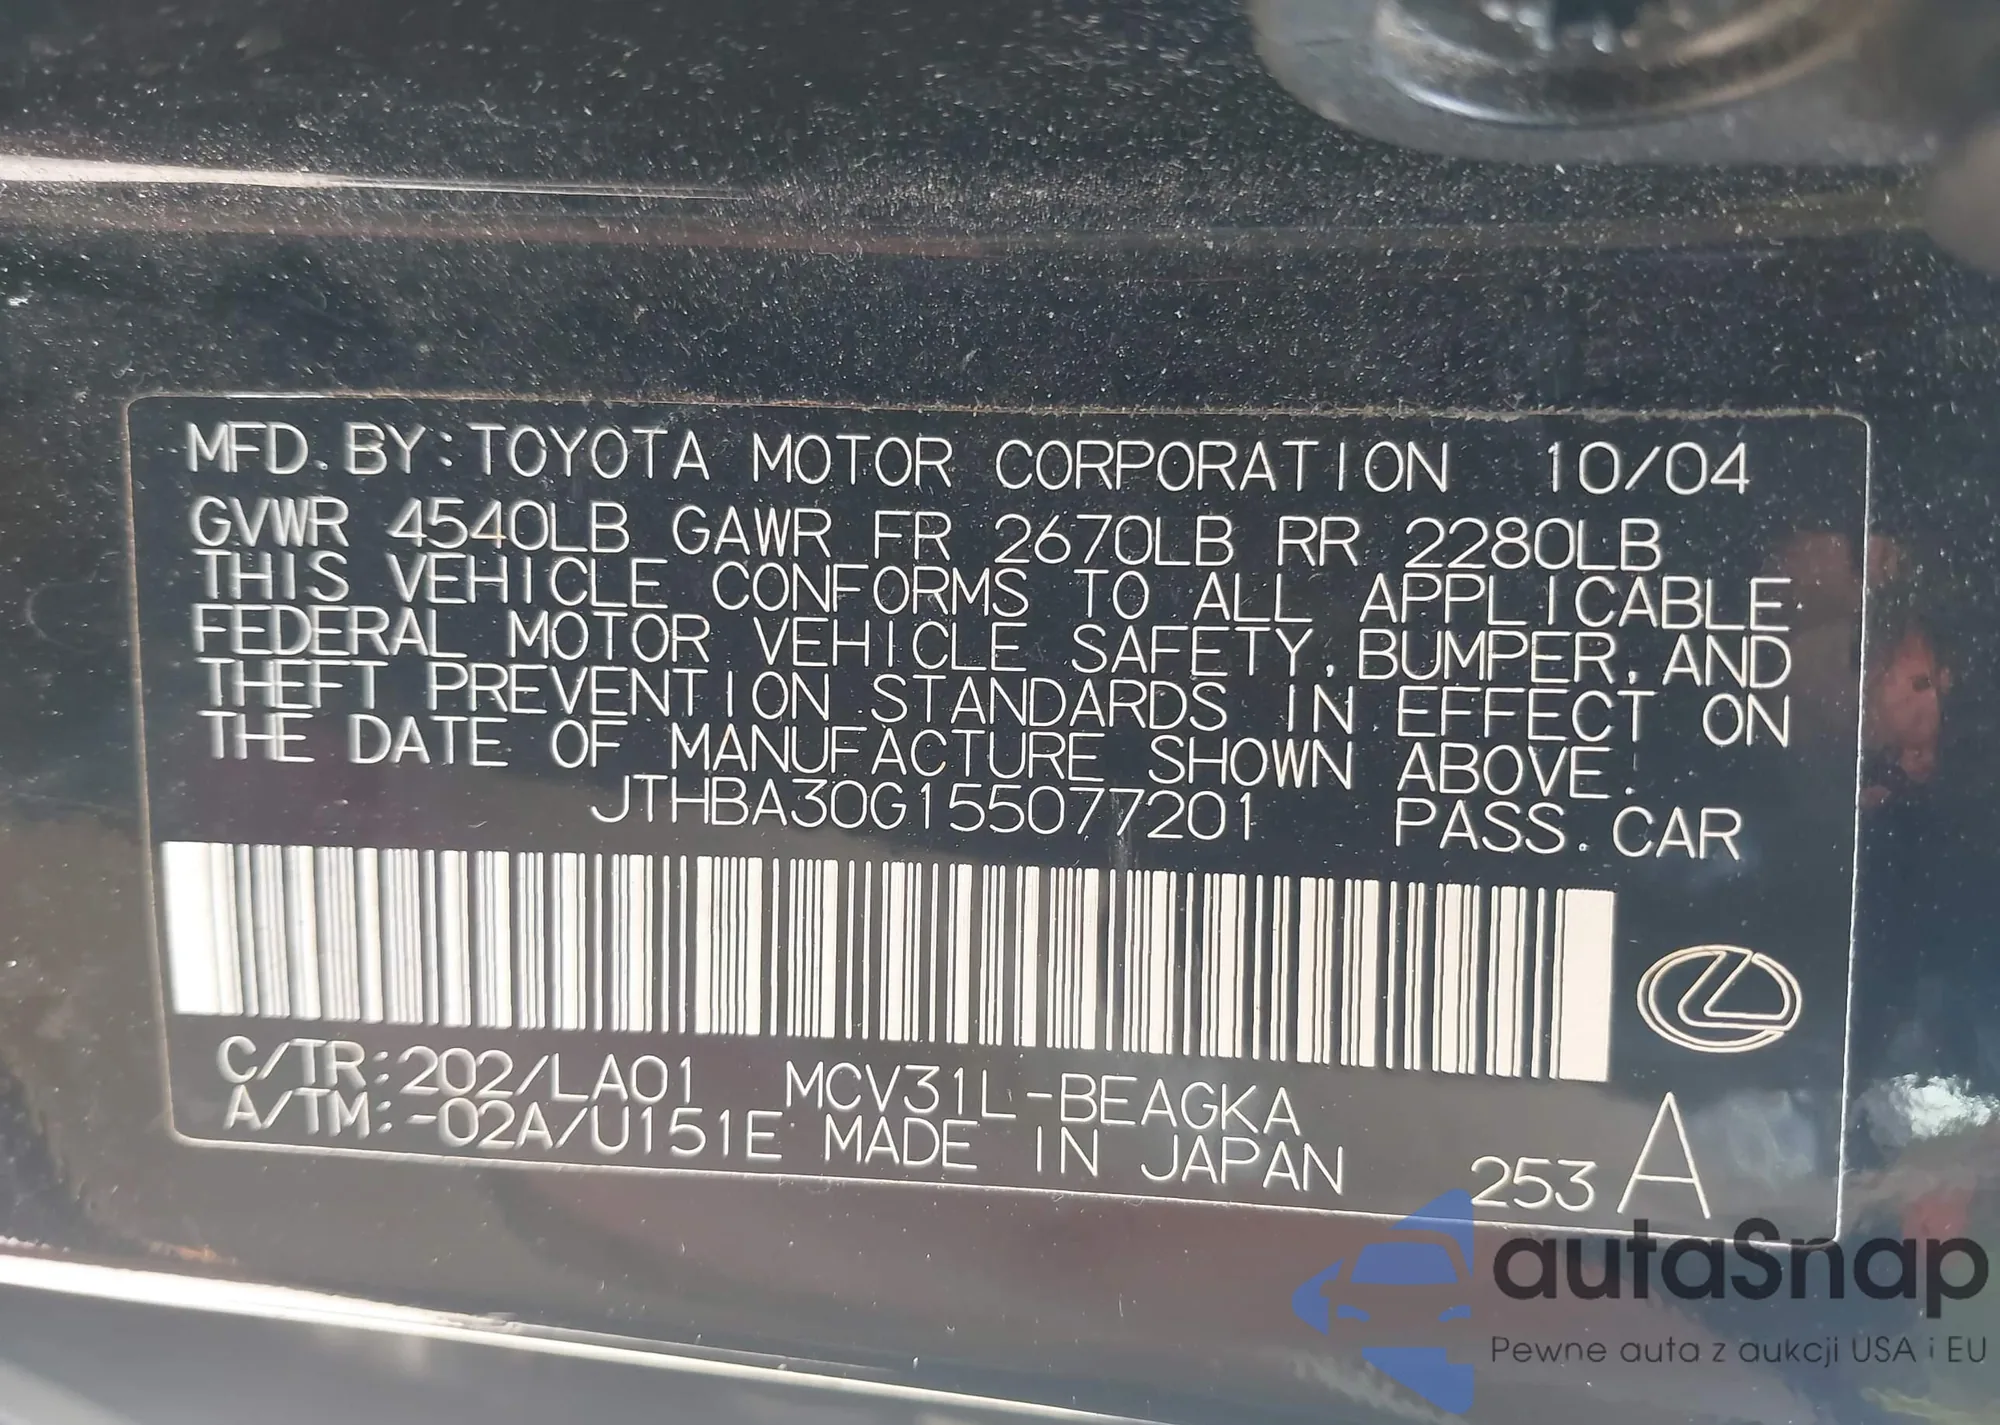 MFD. BY: TOYOTA MOTOR CORPORATION 10/04
GVWR 4540LB GAWR FR 2670LB RR 2280LB
THIS VEHICLE CONFORMS TO ALL APPLICABLE
FEDERAL MOTOR VEHICLE SAFETY, BUMPER, AND
THEFT PREVENTION STANDARDS IN EFFECT ON
THE DATE OF MANUFACTURE SHOWN ABOVE.
JTHBA30G155077201 PASS. CAR
C/TR: 202/LA01 MCV31L-BEAGKA
A/TM: -02A/U151E MADE IN JAPAN 253 A
autaSnap
Pewne auta z aukcji USA i EU